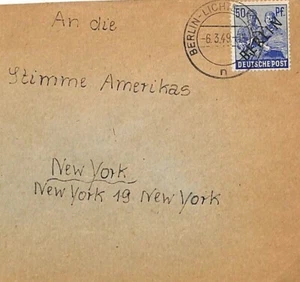 An die
BERLIN-LICH
-6.3.49-
n
50 PF
BERLIN
DEUTSCHE POST
Stimme Amerikas
New York
New York 19 New York